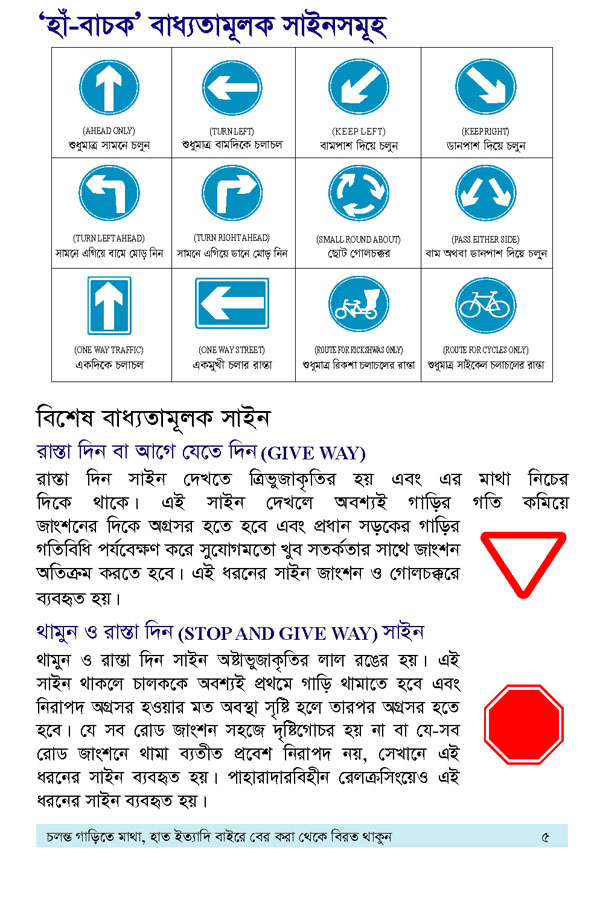 ‘হাঁ-বাচক’ বাধ্যতামূলক সাইনসমূহ
(AHEAD ONLY)
শুধুমাত্র সামনে চলুন
(TURN LEFT)
শুধুমাত্র বামদিকে চলাচল
(KEEP LEFT)
বামপাশ দিয়ে চলুন
(KEEP RIGHT)
ডানপাশ দিয়ে চলুন
(TURN LEFT AHEAD)
সামনে এগিয়ে বামে মোড় নিন
(TURN RIGHT AHEAD)
সামনে এগিয়ে ডানে মোড় নিন
(SMALL ROUND ABOUT)
ছোট গোলচক্কর
(PASS EITHER SIDE)
বাম অথবা ডানপাশ দিয়ে চলুন
(ONE WAY TRAFFIC)
একদিকে চলাচল
(ONE WAY STREET)
একমুখী চলার রাস্তা
(ROUTE FOR RICKSHWAS ONLY)
শুধুমাত্র রিকশা চলাচলের রাস্তা
(ROUTE FOR CYCLES ONLY)
শুধুমাত্র সাইকেল চলাচলের রাস্তা
বিশেষ বাধ্যতামূলক সাইন
রাস্তা দিন বা আগে যেতে দিন (GIVE WAY)
রাস্তা দিন সাইন দেখতে ত্রিভুজাকৃতির হয় এবং এর মাথা নিচের
দিকে থাকে। এই সাইন দেখলে অবশ্যই গাড়ির গতি কমিয়ে
জাংশনের দিকে অগ্রসর হতে হবে এবং প্রধান সড়কের গাড়ির
গতিবিধি পর্যবেক্ষণ করে সুযোগমতো খুব সতর্কতার সাথে জাংশন
অতিক্রম করতে হবে। এই ধরনের সাইন জাংশন ও গোলচক্করে
ব্যবহৃত হয়।
থামুন ও রাস্তা দিন (STOP AND GIVE WAY) সাইন
থামুন ও রাস্তা দিন সাইন অষ্টাভুজাকৃতির লাল রঙের হয়। এই
সাইন থাকলে চালককে অবশ্যই প্রথমে গাড়ি থামাতে হবে এবং
নিরাপদ অগ্রসর হওয়ার মত অবস্থা সৃষ্টি হলে তারপর অগ্রসর হতে
হবে। যে সব রোড জাংশন সহজে দৃষ্টিগোচর হয় না বা যে-সব
রোড জাংশনে থামা ব্যতীত প্রবেশ নিরাপদ নয়, সেখানে এই
ধরনের সাইন ব্যবহৃত হয়। পাহারাদারবিহীন রেলক্রসিংয়েও এই
ধরনের সাইন ব্যবহৃত হয়।
চলন্ত গাড়িতে মাথা, হাত ইত্যাদি বাইরে বের করা থেকে বিরত থাকুন ৫